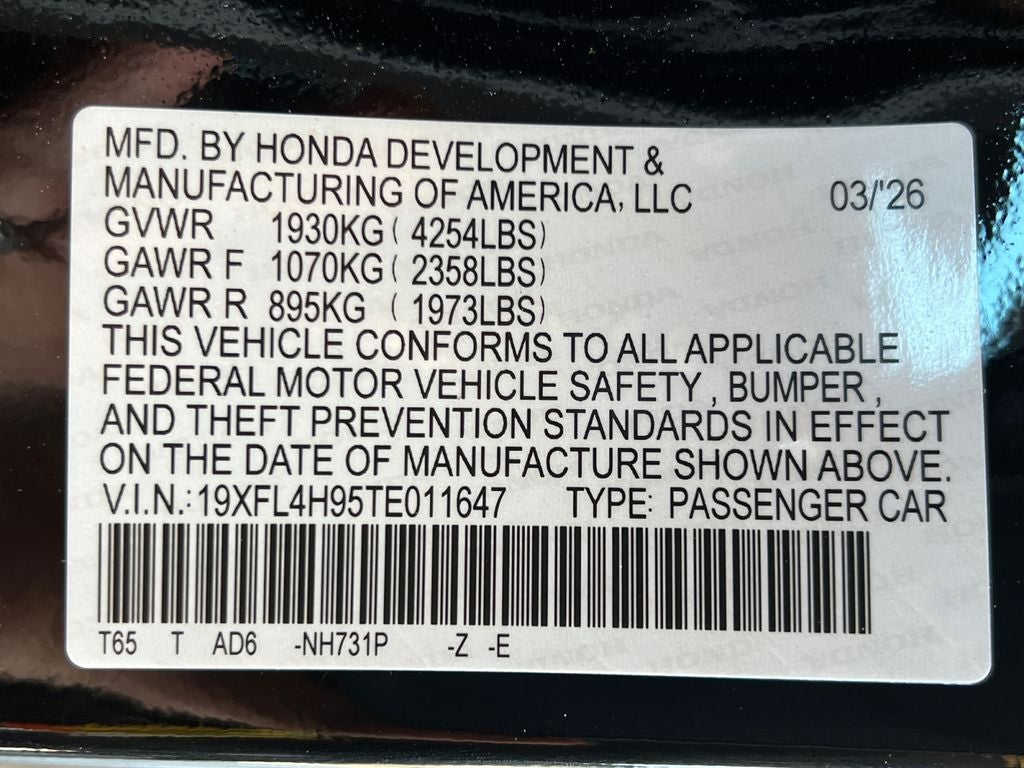 MFD. BY HONDA DEVELOPMENT &
MANUFACTURING OF AMERICA, LLC 03/'26
GVWR 1930KG ( 4254LBS)
GAWR F 1070KG ( 2358LBS)
GAWR R 895KG ( 1973LBS)
THIS VEHICLE CONFORMS TO ALL APPLICABLE
FEDERAL MOTOR VEHICLE SAFETY , BUMPER ,
AND THEFT PREVENTION STANDARDS IN EFFECT
ON THE DATE OF MANUFACTURE SHOWN ABOVE.
V.I.N.: 19XFL4H95TE011647 TYPE: PASSENGER CAR
T65 T AD6 -NH731P -Z -E